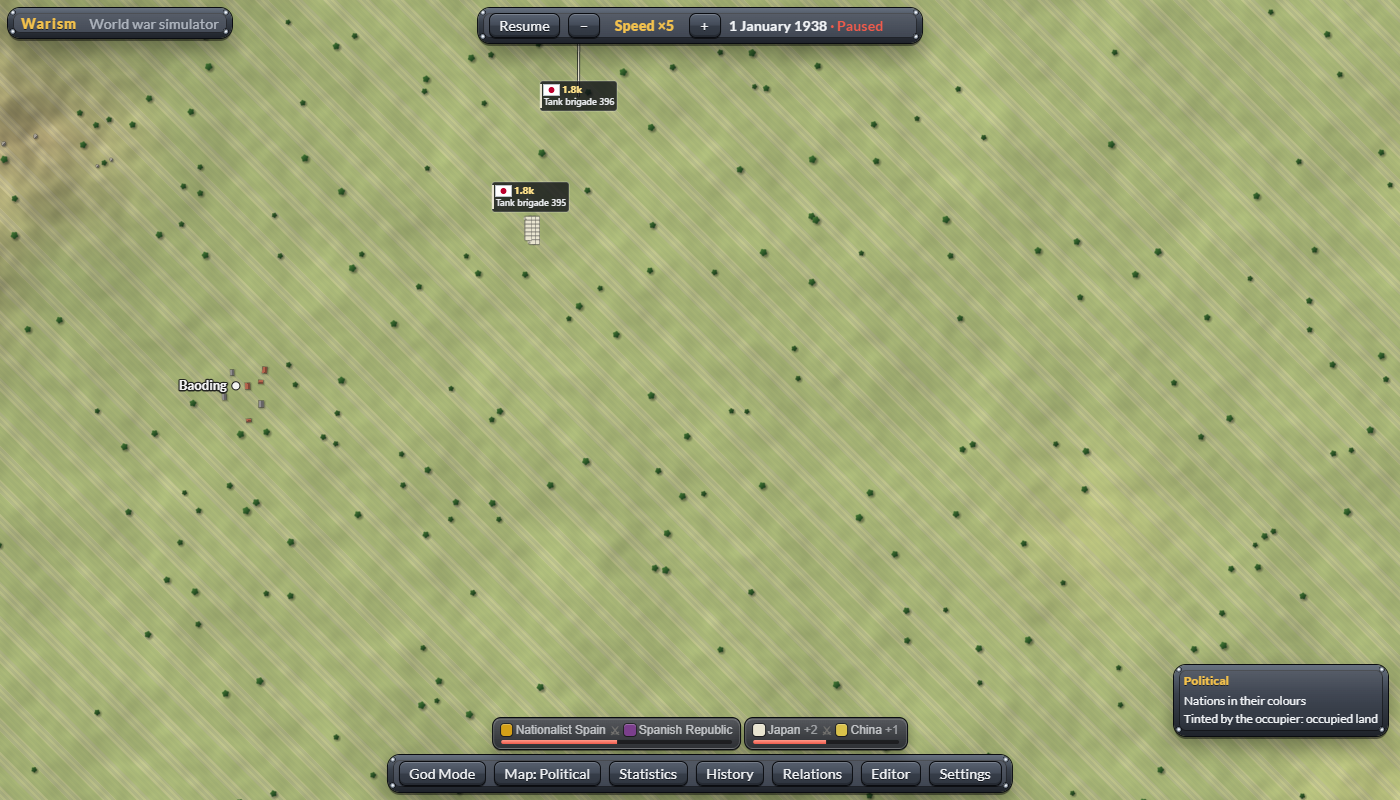 Warism World war simulator
Resume − Speed ×5 + 1 January 1938 · Paused
1.8k
Tank brigade 396
1.8k
Tank brigade 395
Baoding
Political
Nations in their colours
Tinted by the occupier: occupied land
Nationalist Spain ⚔ Spanish Republic
Japan +2 ⚔ China +1
God Mode Map: Political Statistics History Relations Editor Settings